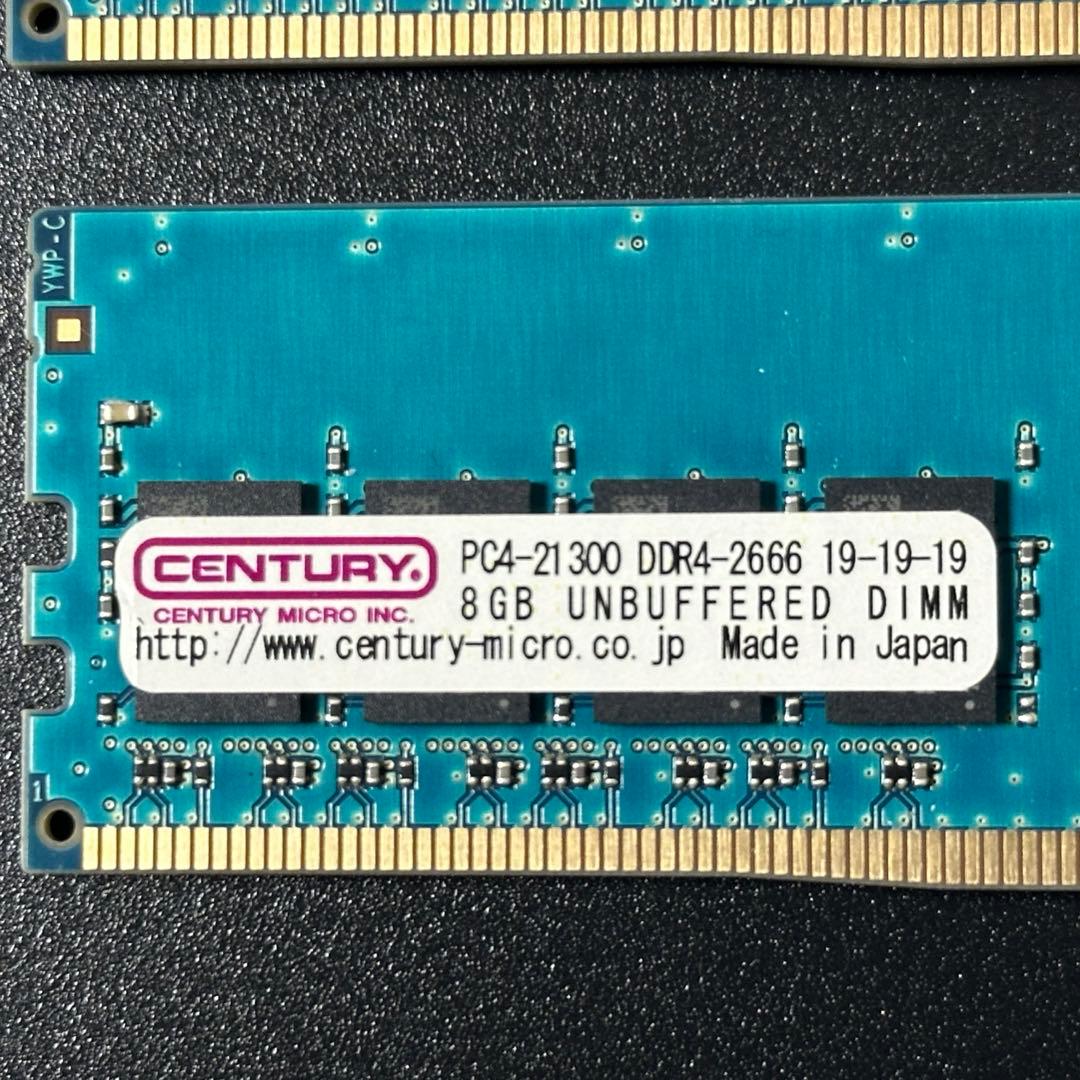 YWP-C
CENTURY.
CENTURY MICRO INC.
PC4-21300 DDR4-2666 19-19-19
8GB UNBUFFERED DIMM
http://www.century-micro.co.jp Made in Japan
1